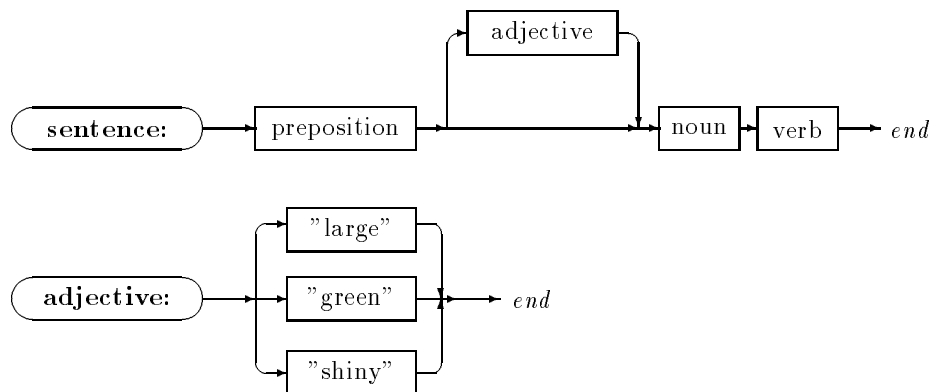 adjective
sentence: preposition noun verb end
"large"
adjective: "green" end
"shiny"